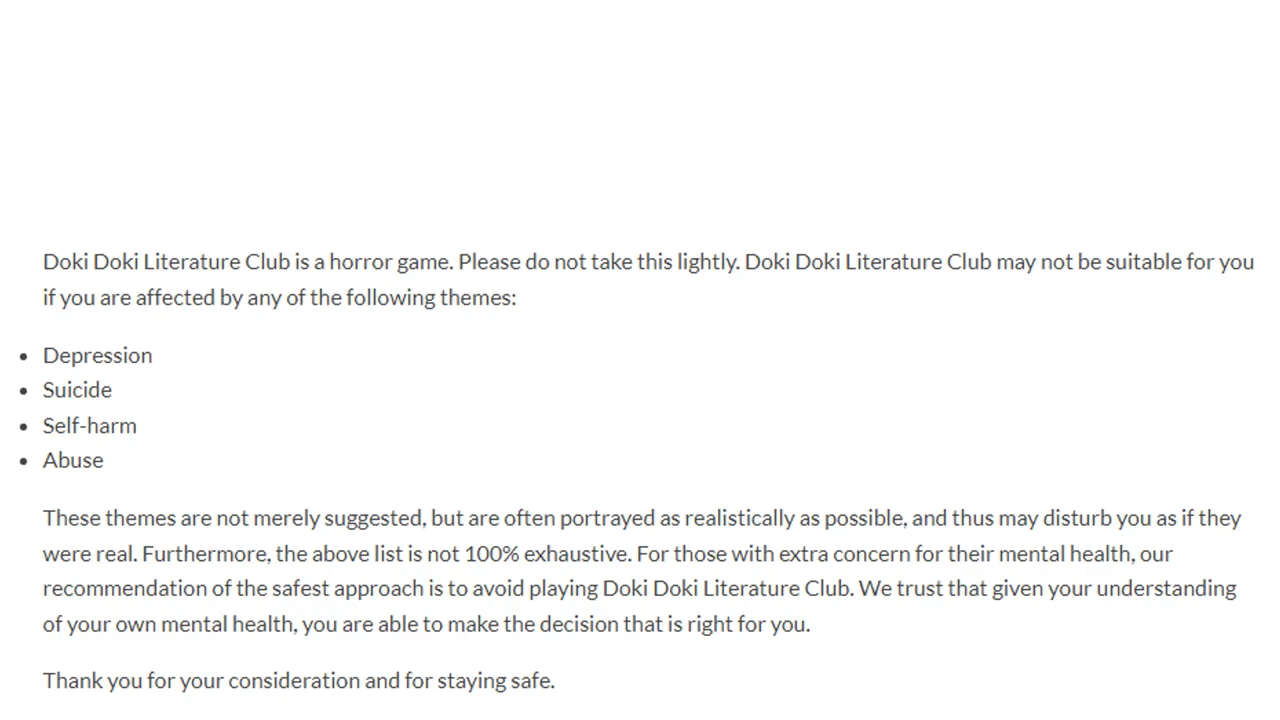 Doki Doki Literature Club is a horror game. Please do not take this lightly. Doki Doki Literature Club may not be suitable for you
if you are affected by any of the following themes:
• Depression
• Suicide
• Self-harm
• Abuse
These themes are not merely suggested, but are often portrayed as realistically as possible, and thus may disturb you as if they
were real. Furthermore, the above list is not 100% exhaustive. For those with extra concern for their mental health, our
recommendation of the safest approach is to avoid playing Doki Doki Literature Club. We trust that given your understanding
of your own mental health, you are able to make the decision that is right for you.
Thank you for your consideration and for staying safe.